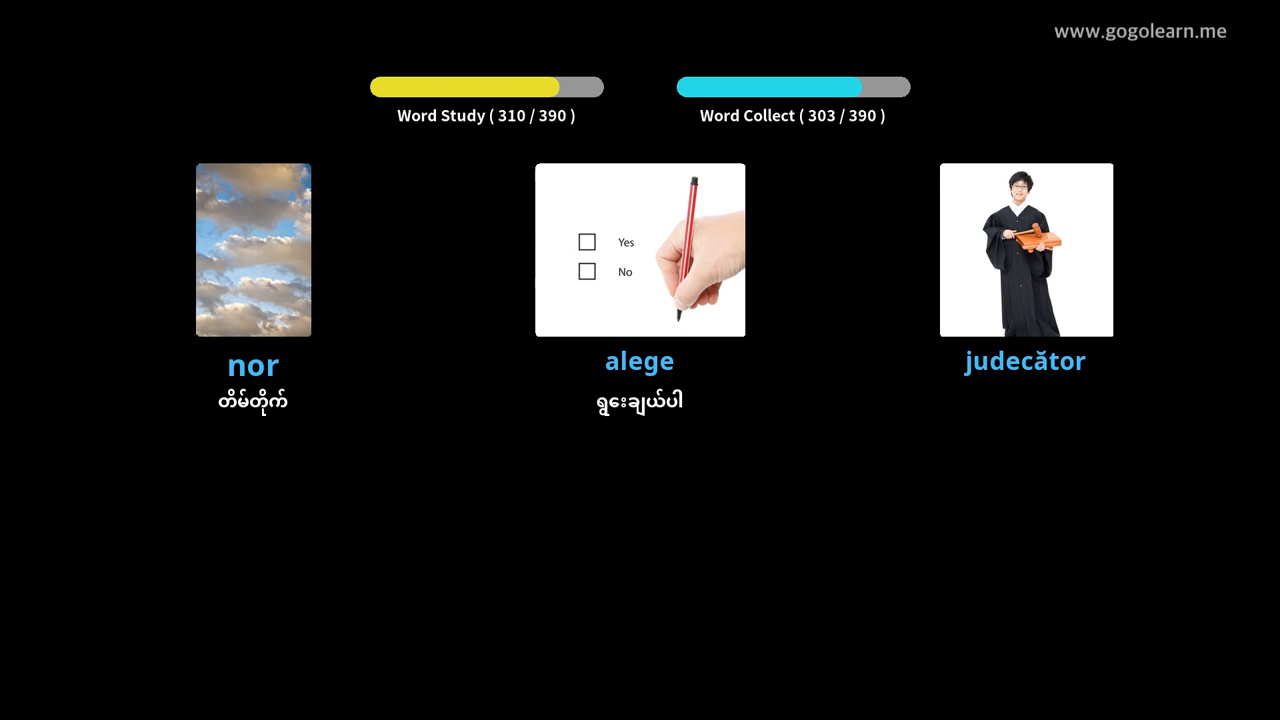 www.gogolearn.me
Word Study ( 310 / 390 )
Word Collect ( 303 / 390 )
Yes
No
nor
alege
judecător
တိမ်တိုက်
ရွေးချယ်ပါ